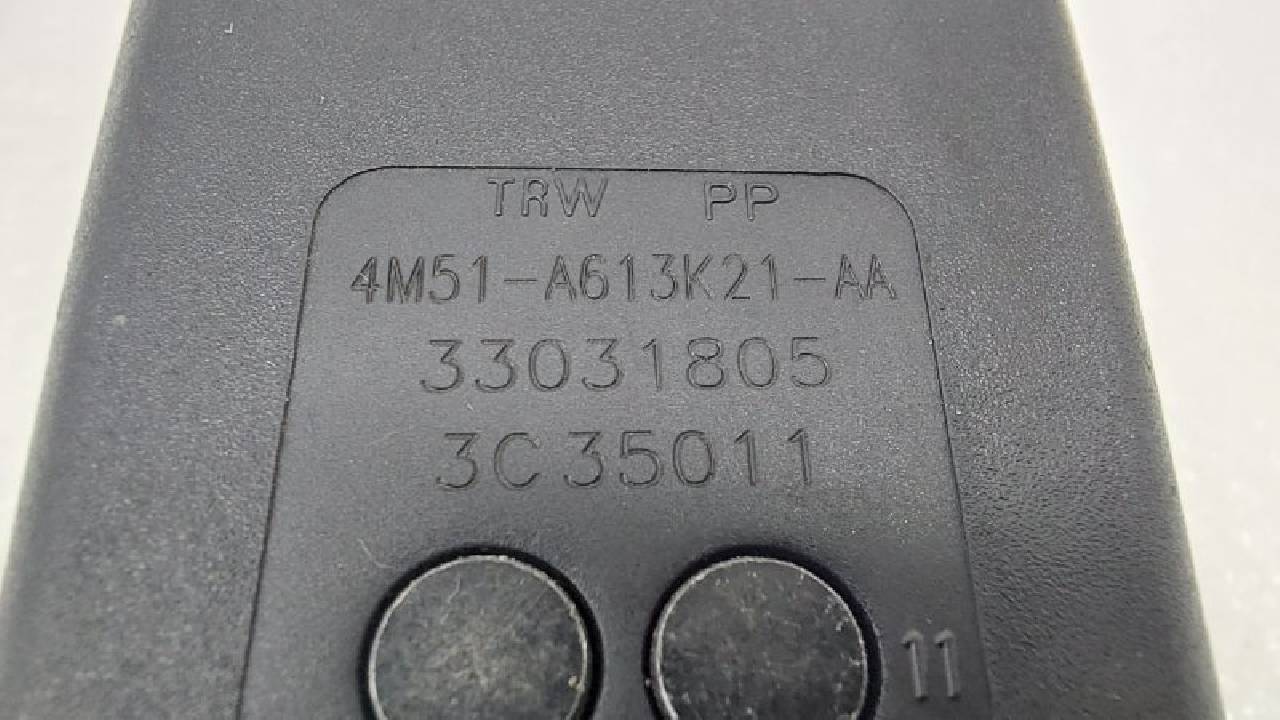 TRW PP
4M51-A613K21-AA
33031805
3C35011
11